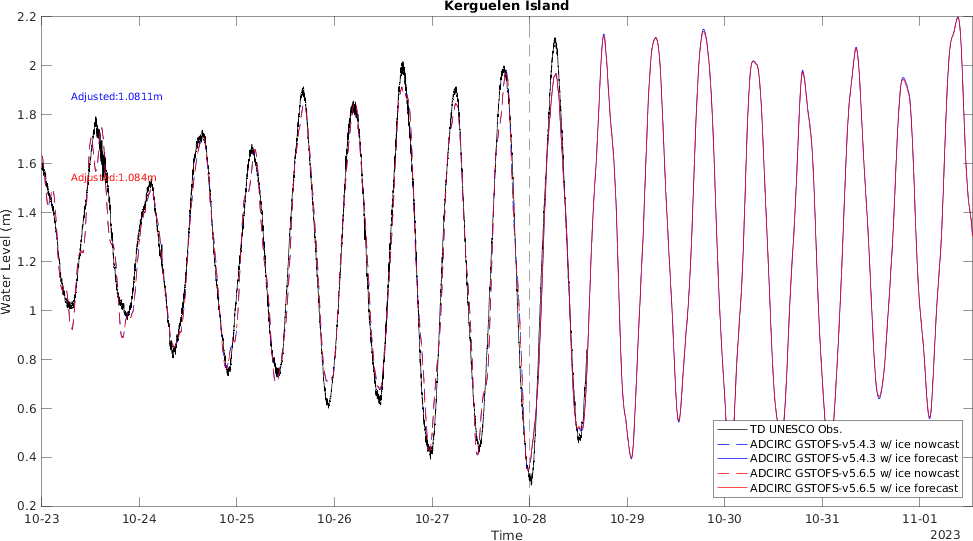 Kerguelen Island
2.2
2
1.8
1.6
1.4
1.2
1
0.8
0.6
0.4
0.2
Water Level (m)
Adjusted:1.0811m
Adjusted:1.084m
TD UNESCO Obs.
ADCIRC GSTOFS-v5.4.3 w/ ice nowcast
ADCIRC GSTOFS-v5.4.3 w/ ice forecast
ADCIRC GSTOFS-v5.6.5 w/ ice nowcast
ADCIRC GSTOFS-v5.6.5 w/ ice forecast
10-23 10-24 10-25 10-26 10-27 10-28 10-29 10-30 10-31 11-01
Time
2023